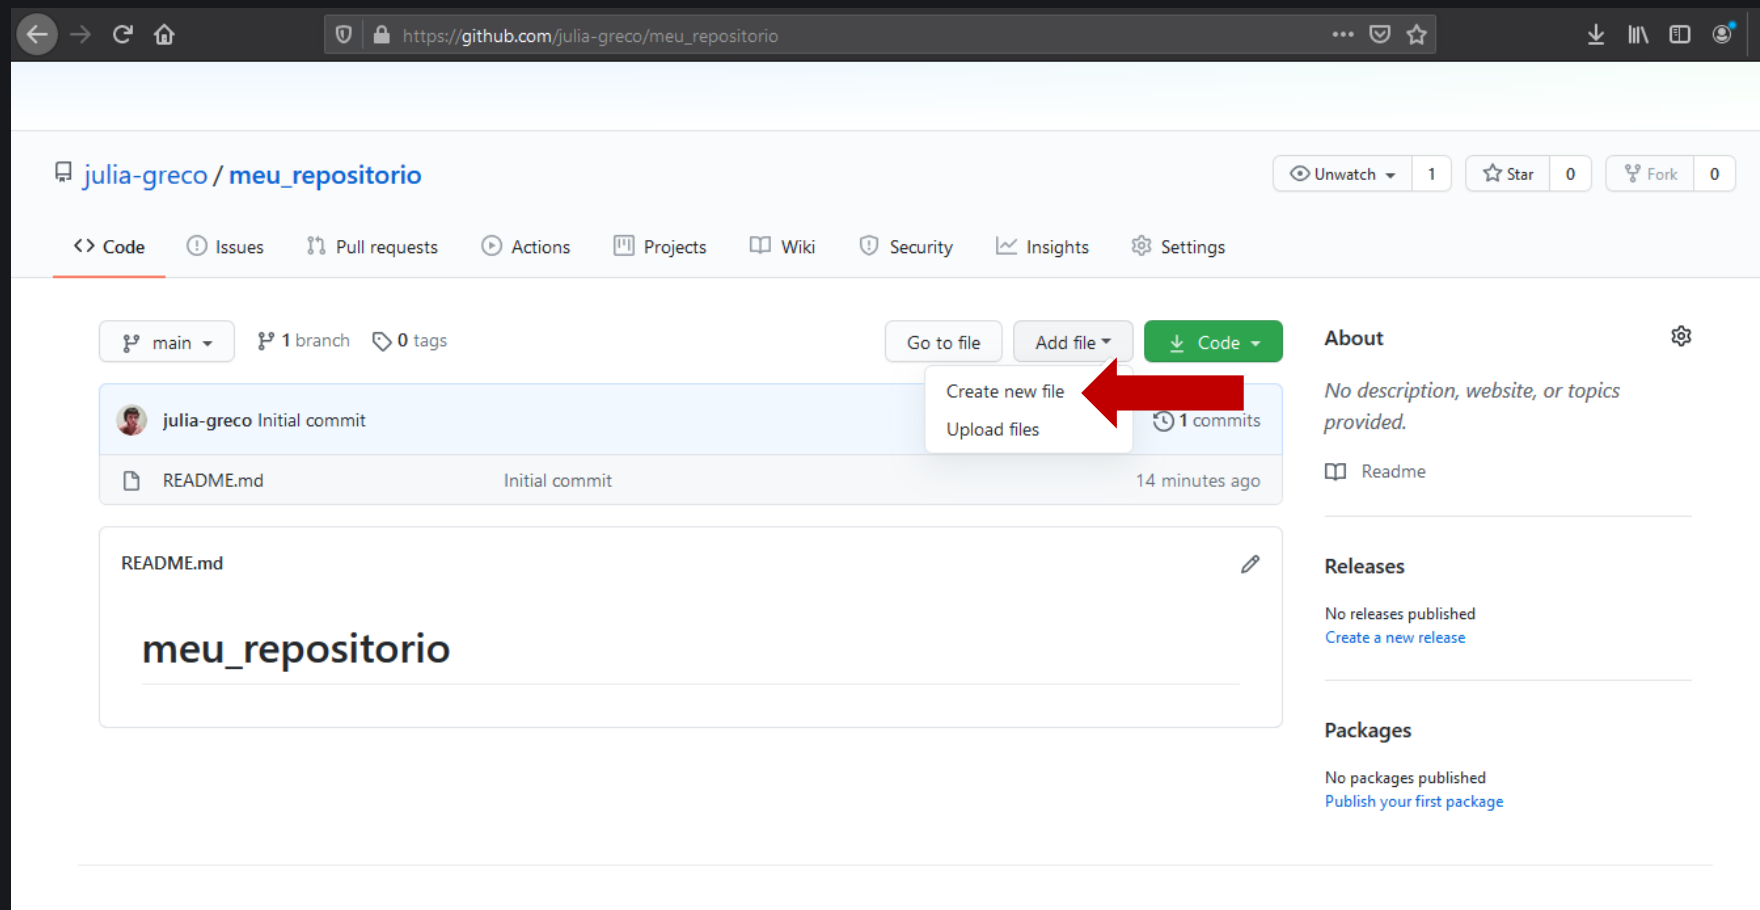 https://github.com/julia-greco/meu_repositorio
julia-greco / meu_repositorio
Unwatch 1 Star 0 Fork 0
Code Issues Pull requests Actions Projects Wiki Security Insights Settings
main 1 branch 0 tags Go to file Add file Code
Create new file
Upload files
julia-greco Initial commit 1 commits
README.md Initial commit 14 minutes ago
README.md
meu_repositorio
About
No description, website, or topics
provided.
Readme
Releases
No releases published
Create a new release
Packages
No packages published
Publish your first package